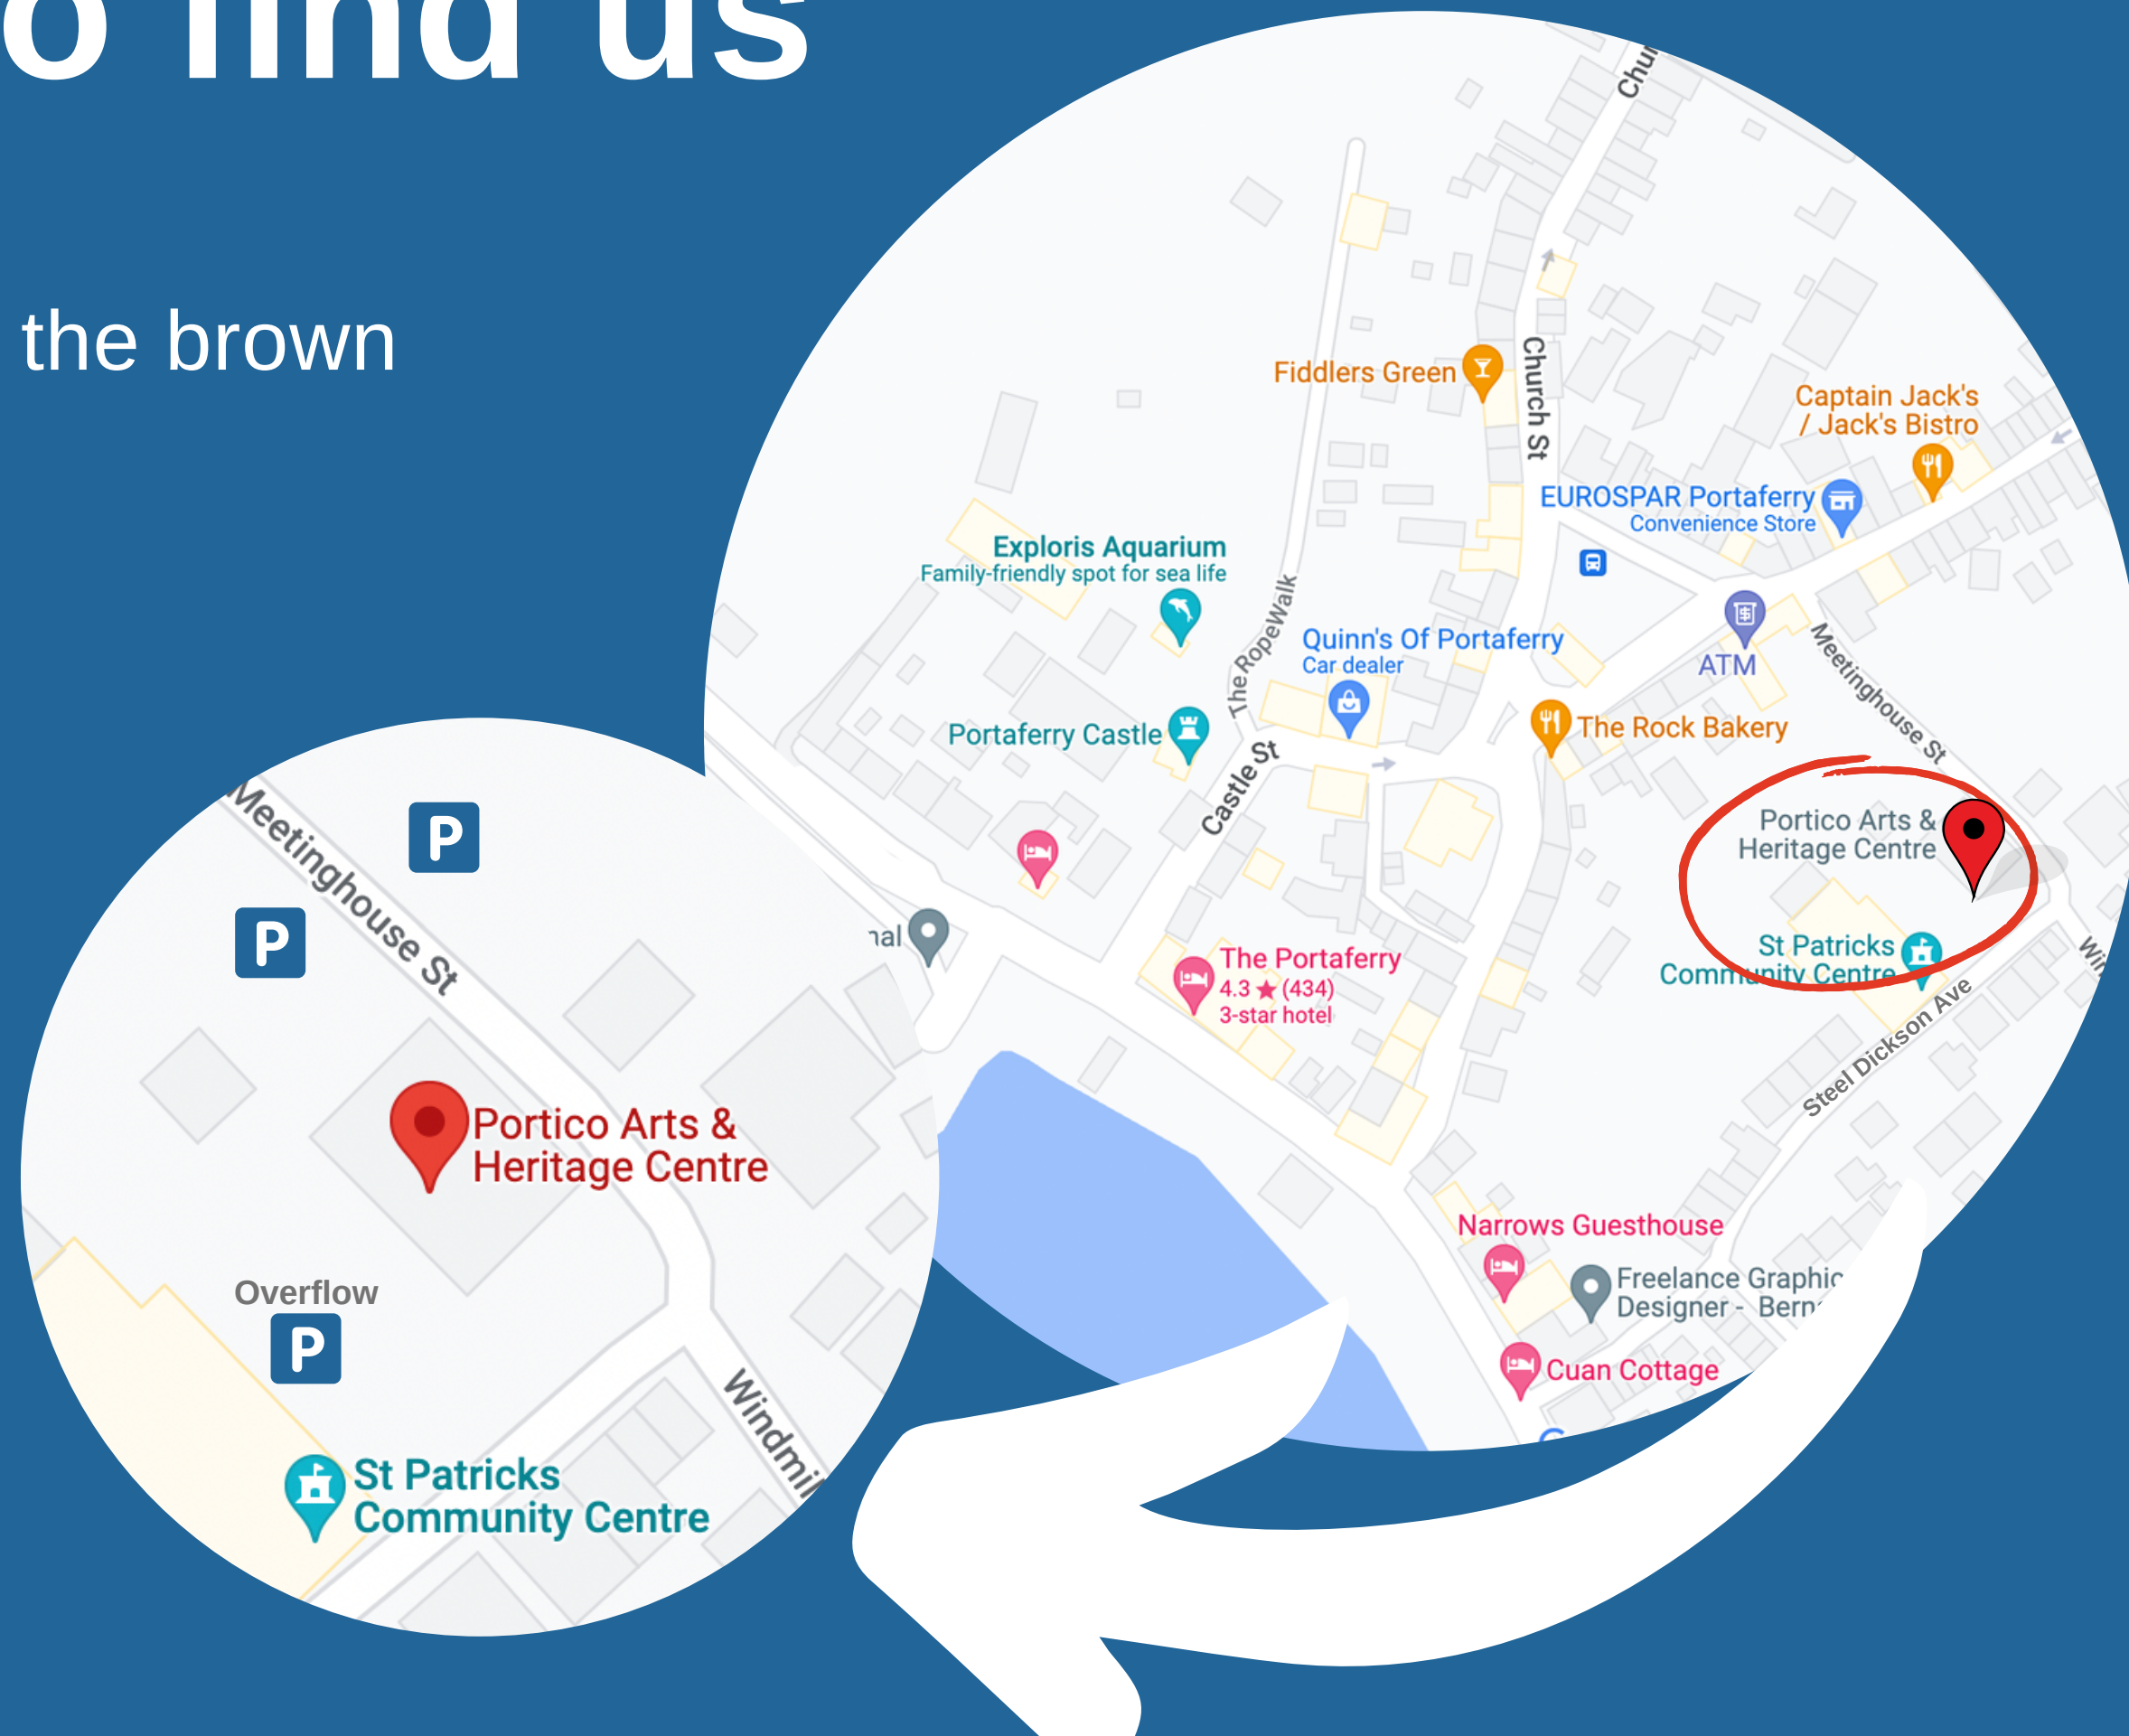 o find us
the brown
Church St
Fiddlers Green
Captain Jack's
/ Jack's Bistro
EUROSPAR Portaferry
Convenience Store
Exploris Aquarium
Family-friendly spot for sea life
The RopeWalk
Quinn's Of Portaferry
Car dealer
ATM
Meetinghouse St
The Rock Bakery
Portaferry Castle
Castle St
Portico Arts &
Heritage Centre
St Patricks
Community Centre
Steel Dickson Ave
The Portaferry
4.3 ★ (434)
3-star hotel
Narrows Guesthouse
Freelance Graphic
Designer -
Cuan Cottage
Meetinghouse St
P
P
Portico Arts &
Heritage Centre
Overflow
P
St Patricks
Community Centre
Windmil